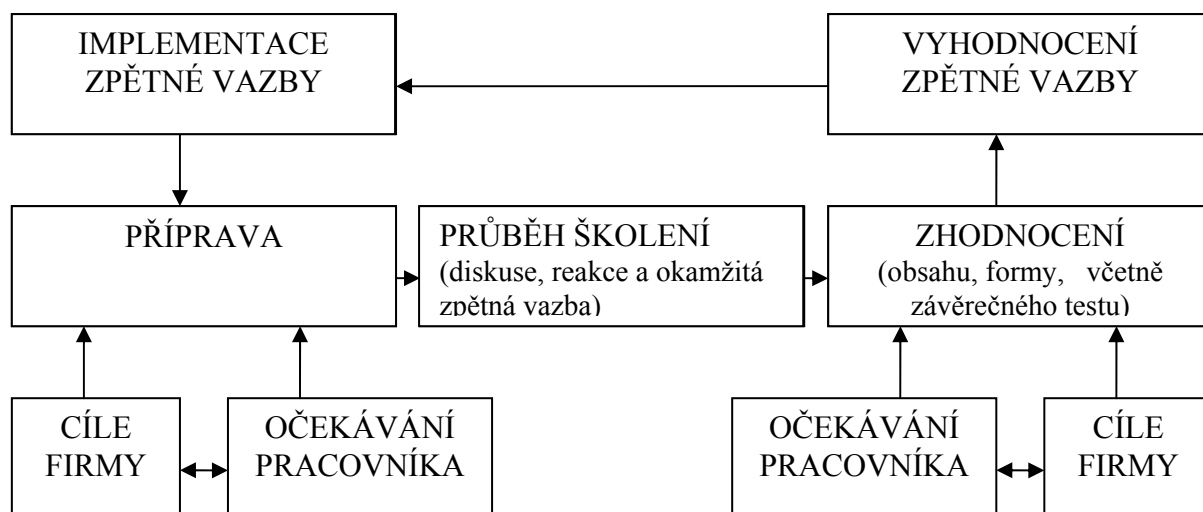 IMPLEMENTACE
ZPĚTNÉ VAZBY
VYHODNOCENÍ
ZPĚTNÉ VAZBY
PŘÍPRAVA
PRŮBĚH ŠKOLENÍ
(diskuse, reakce a okamžitá
zpětná vazba)
ZHODNOCENÍ
(obsahu, formy, včetně
závěrečného testu)
CÍLE
FIRMY
OČEKÁVÁNÍ
PRACOVNÍKA
OČEKÁVÁNÍ
PRACOVNÍKA
CÍLE
FIRMY